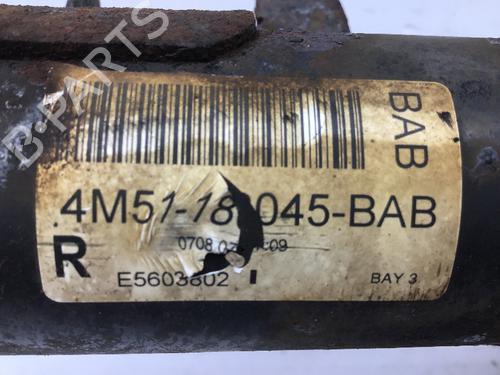 B-PARTS
BAB
4M51-18 045-BAB
R
0708 :09
E5603802
BAY 3